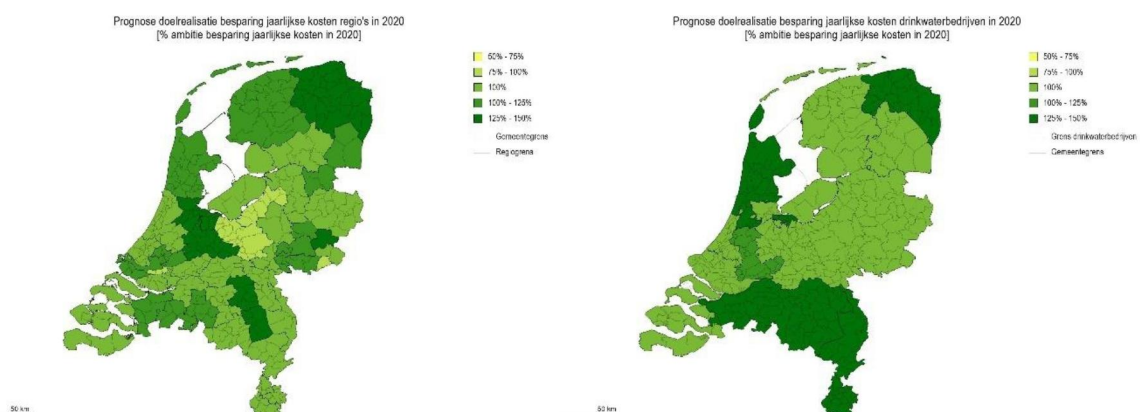 Prognose doelrealisatie besparing jaarlijkse kosten regio's in 2020
[% ambitie besparing jaarlijkse kosten in 2020]
50% - 75%
75% - 100%
100%
100% - 125%
125% - 150%
Gemeentegrens
Regiogrens
50 km
Prognose doelrealisatie besparing jaarlijkse kosten drinkwaterbedrijven in 2020
[% ambitie besparing jaarlijkse kosten in 2020]
50% - 75%
75% - 100%
100%
100% - 125%
125% - 150%
Grens drinkwaterbedrijven
Gemeentegrens
50 km